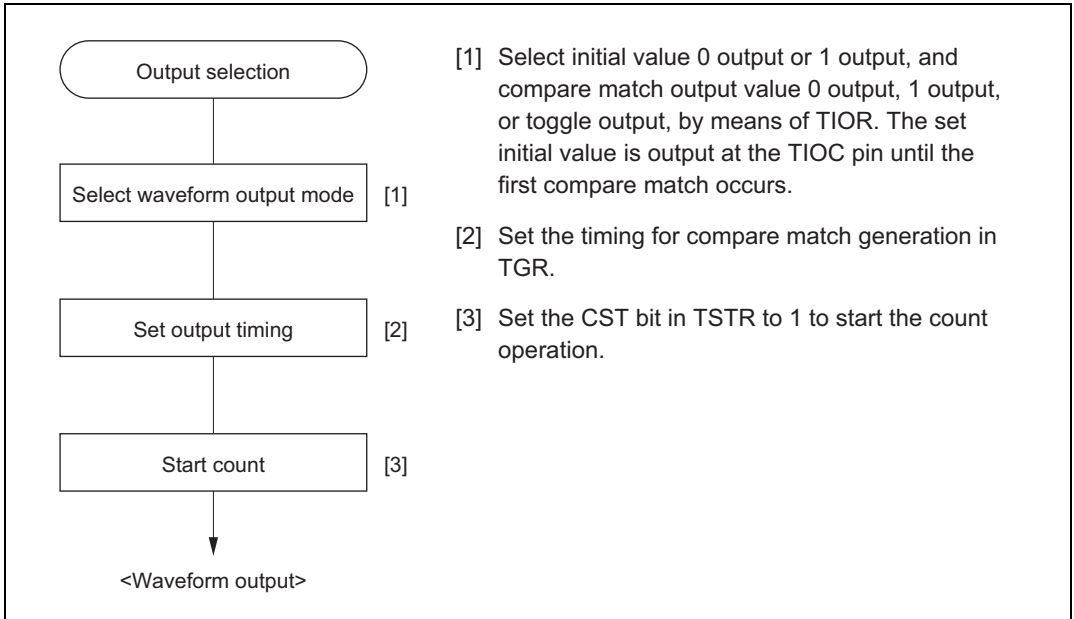 Output selection
Select waveform output mode [1]
Set output timing [2]
Start count [3]
<Waveform output>
[1] Select initial value 0 output or 1 output, and
compare match output value 0 output, 1 output,
or toggle output, by means of TIOR. The set
initial value is output at the TIOC pin until the
first compare match occurs.
[2] Set the timing for compare match generation in
TGR.
[3] Set the CST bit in TSTR to 1 to start the count
operation.